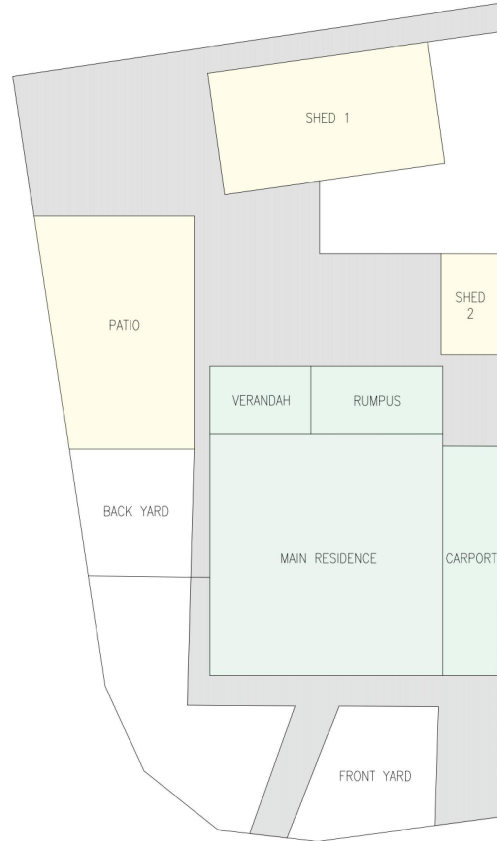 SHED 1
SHED
2
PATIO
VERANDAH
RUMPUS
BACK YARD
MAIN RESIDENCE
CARPORT
FRONT YARD